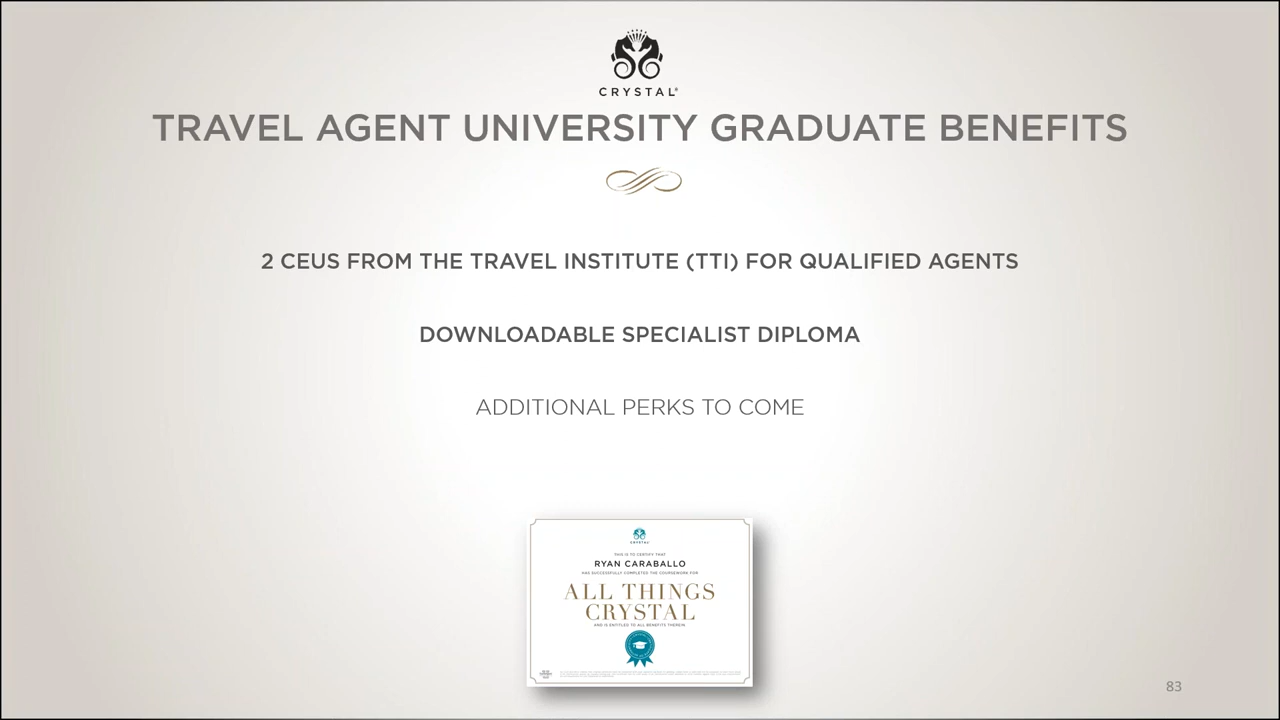 CRYSTAL
TRAVEL AGENT UNIVERSITY GRADUATE BENEFITS
2 CEUS FROM THE TRAVEL INSTITUTE (TTI) FOR QUALIFIED AGENTS
DOWNLOADABLE SPECIALIST DIPLOMA
ADDITIONAL PERKS TO COME
CRYSTAL
THIS IS TO CERTIFY THAT
RYAN CARABALLO
HAS SUCCESSFULLY COMPLETED THE COURSEWORK FOR
ALL THINGS
CRYSTAL
AND IS ENTITLED TO ALL BENEFITS THEREIN
83